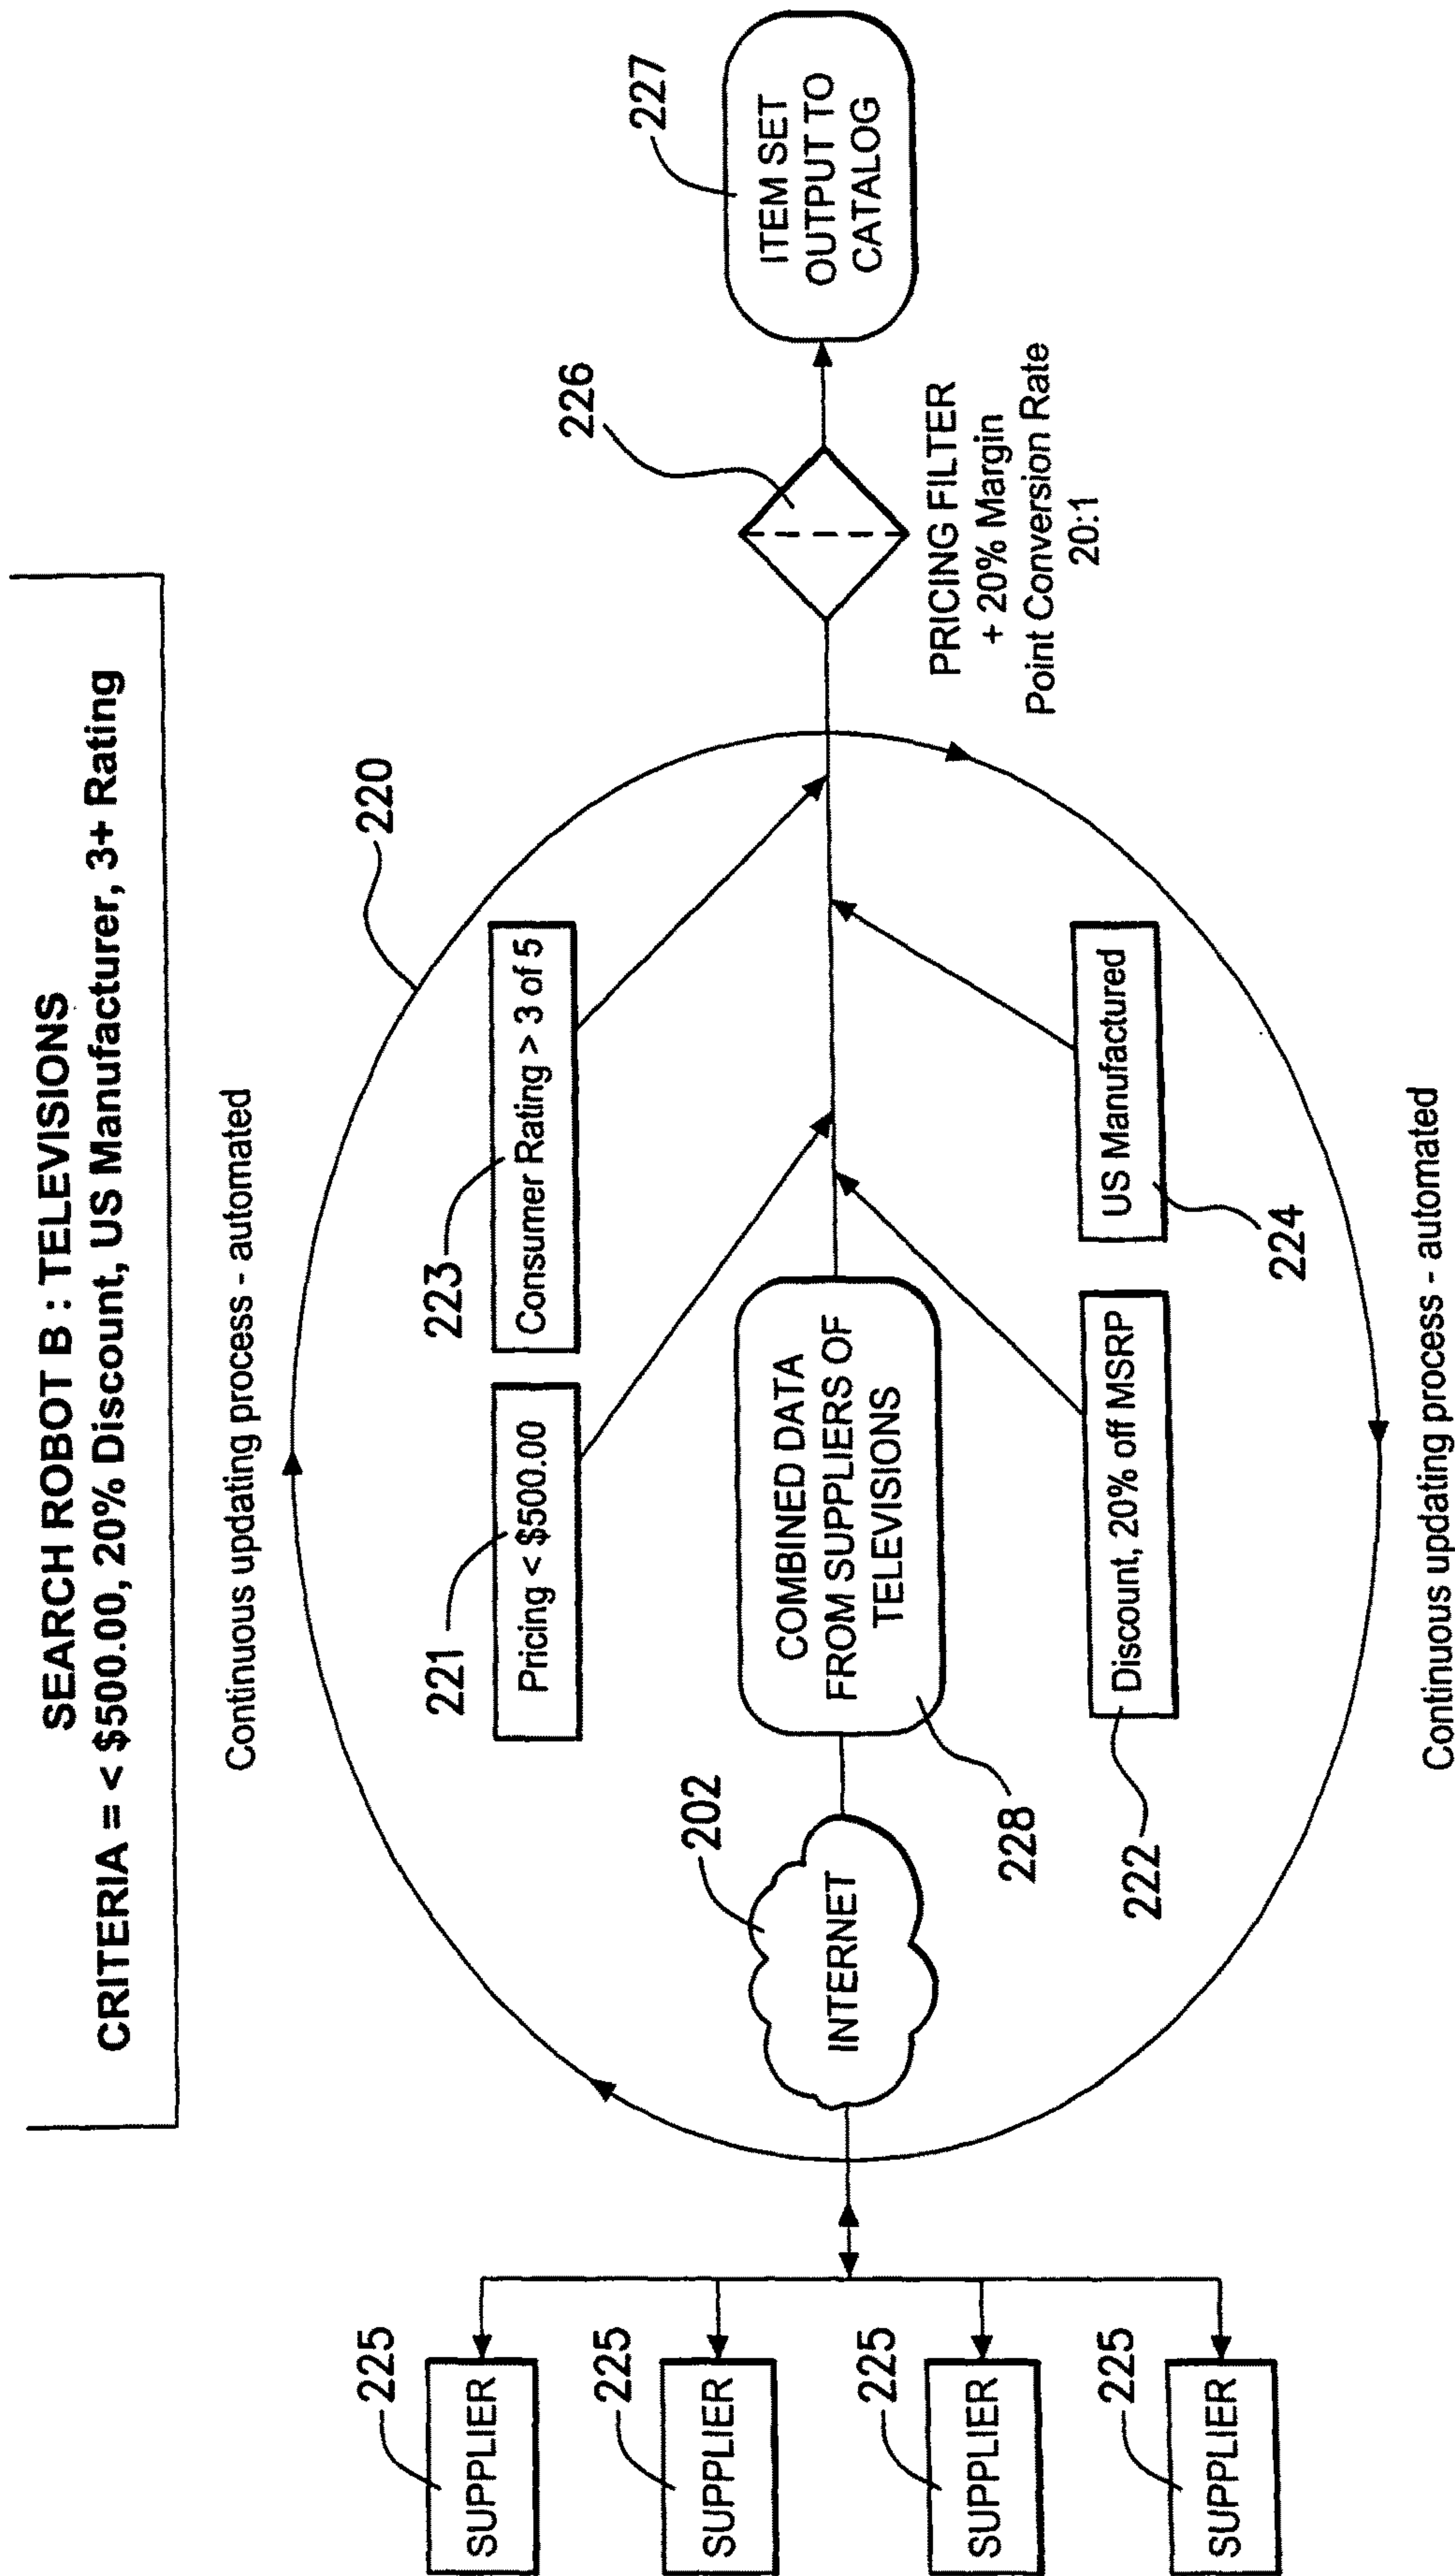 SEARCH ROBOT B : TELEVISIONS
CRITERIA = < $500.00, 20% Discount, US Manufacturer, 3+ Rating
Continuous updating process - automated
220
221
Pricing < $500.00
223
Consumer Rating > 3 of 5
225
SUPPLIER
225
SUPPLIER
225
SUPPLIER
225
SUPPLIER
202
INTERNET
228
COMBINED DATA
FROM SUPPLIERS OF
TELEVISIONS
222
Discount, 20% off MSRP
224
US Manufactured
226
PRICING FILTER
+ 20% Margin
Point Conversion Rate
20:1
227
ITEM SET
OUTPUT TO
CATALOG
Continuous updating process - automated